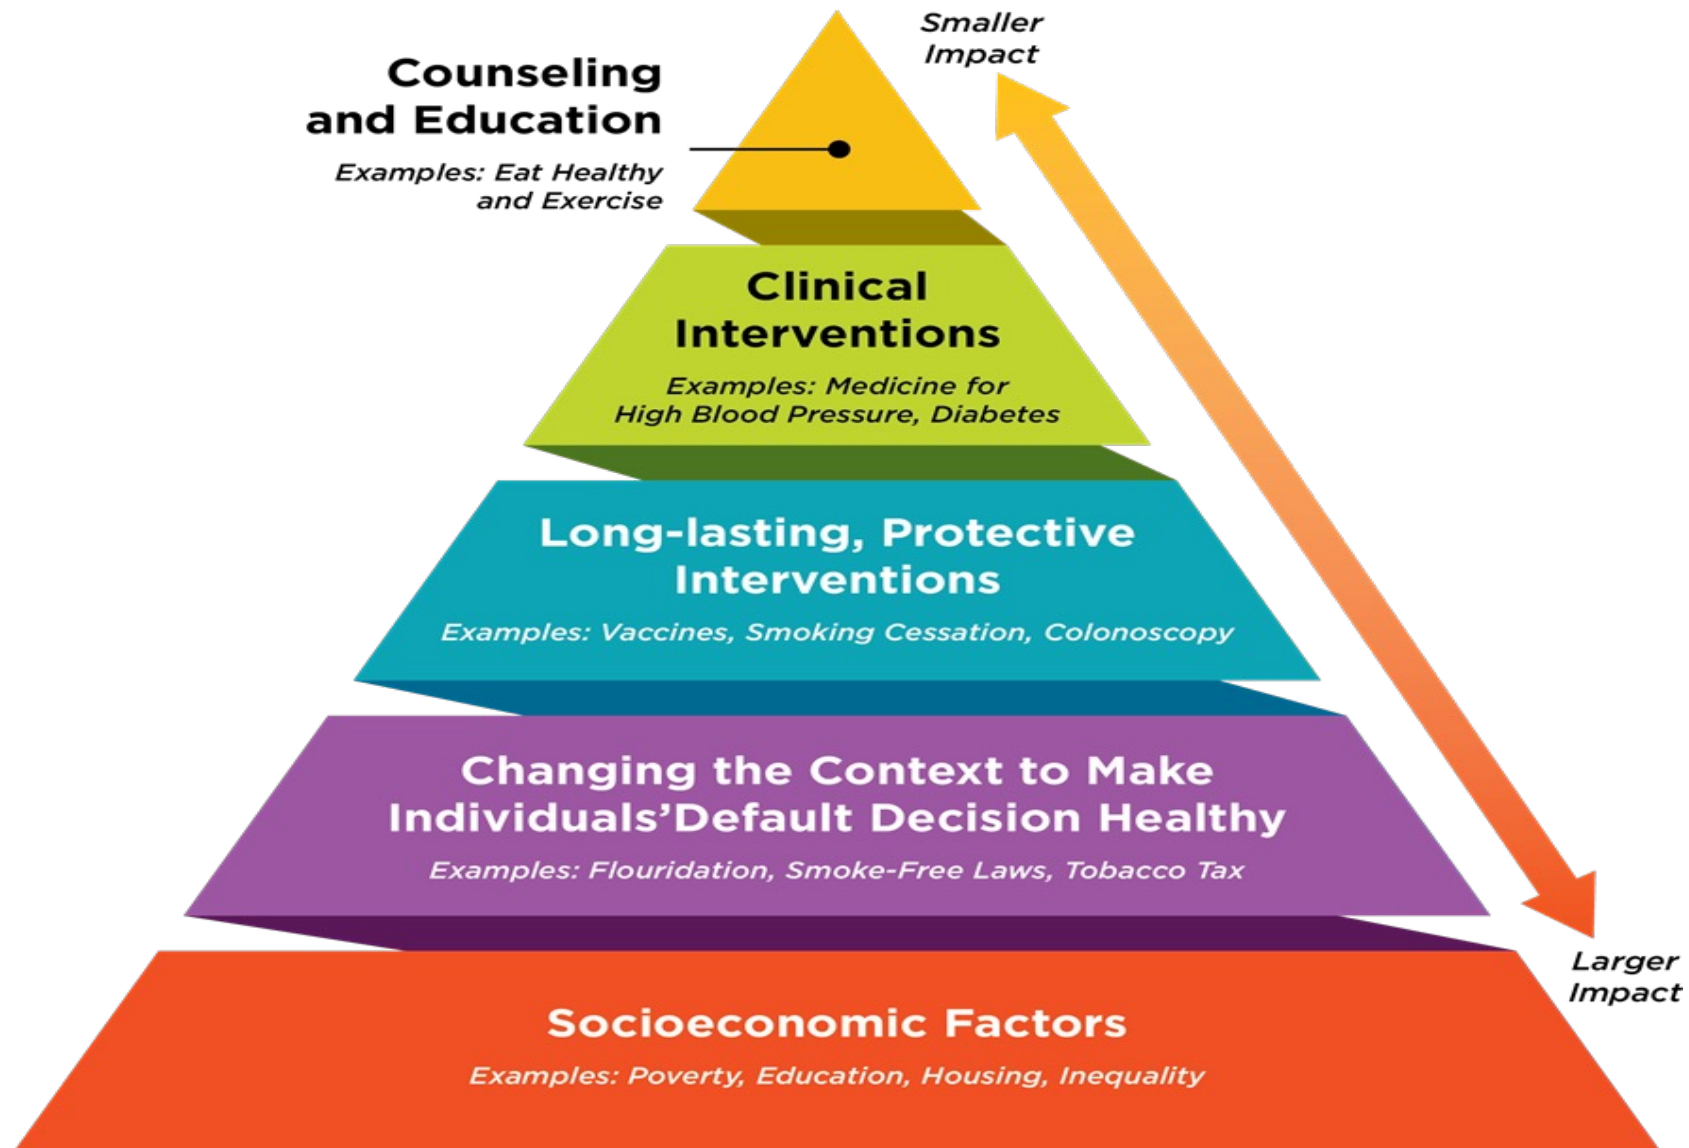 Smaller
Impact
Counseling
and Education
Examples: Eat Healthy
and Exercise
Clinical
Interventions
Examples: Medicine for
High Blood Pressure, Diabetes
Long-lasting, Protective
Interventions
Examples: Vaccines, Smoking Cessation, Colonoscopy
Changing the Context to Make
Individuals’Default Decision Healthy
Examples: Flouridation, Smoke-Free Laws, Tobacco Tax
Larger
Impact
Socioeconomic Factors
Examples: Poverty, Education, Housing, Inequality